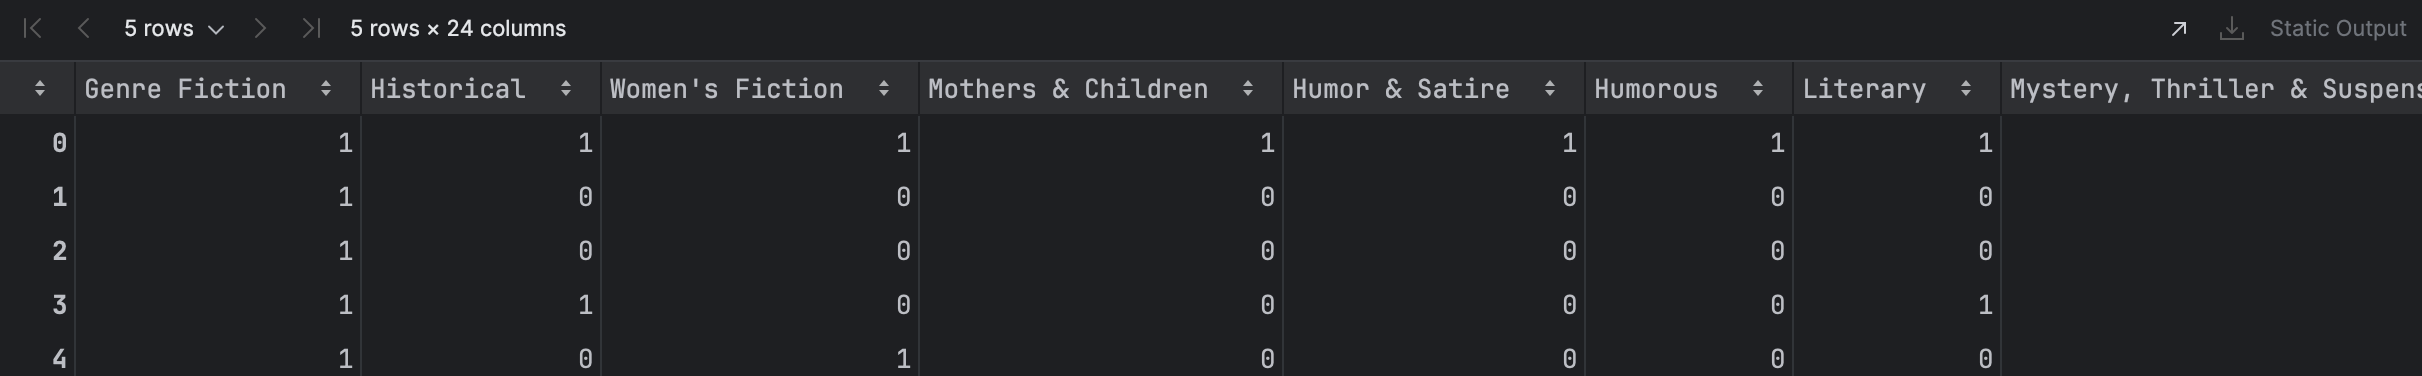 5 rows 5 rows × 24 columns Static Output
Genre Fiction Historical Women's Fiction Mothers & Children Humor & Satire Humorous Literary Mystery, Thriller & Suspens
0 1 1 1 1 1 1 1
1 1 0 0 0 0 0 0
2 1 0 0 0 0 0 0
3 1 1 0 0 0 0 1
4 1 0 1 0 0 0 0